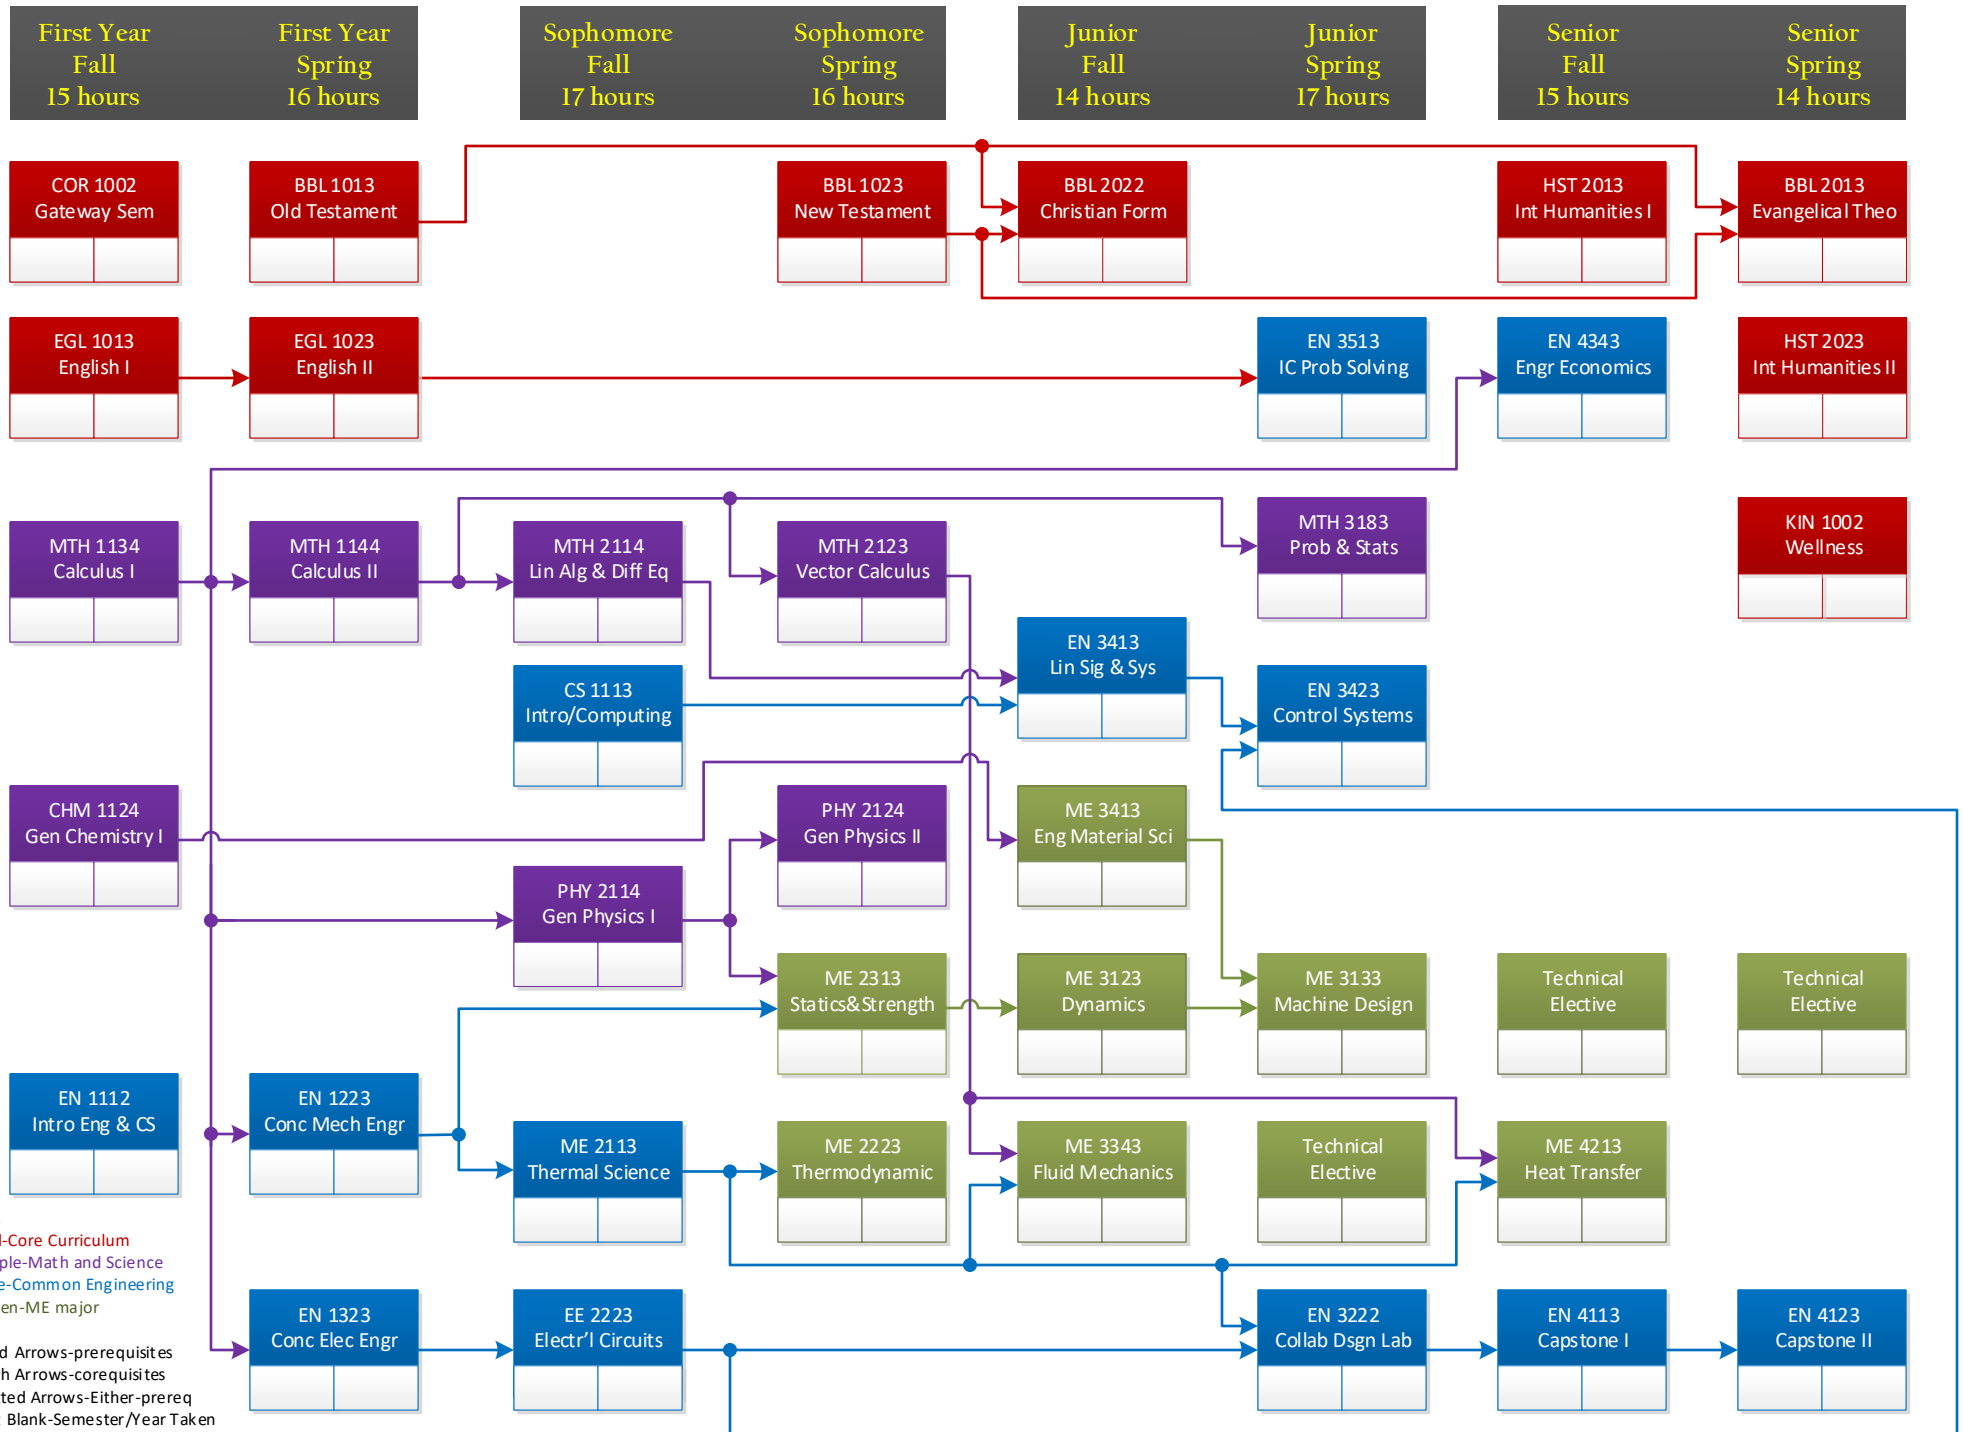 First Year
Fall
15 hours
First Year
Spring
16 hours
Sophomore
Fall
17 hours
Sophomore
Spring
16 hours
Junior
Fall
14 hours
Junior
Spring
17 hours
Senior
Fall
15 hours
Senior
Spring
14 hours
COR 1002
Gateway Sem
BBL 1013
Old Testament
BBL 1023
New Testament
BBL 2022
Christian Form
HST 2013
Int Humanities I
BBL 2013
Evangelical Theo
EGL 1013
English I
EGL 1023
English II
EN 3513
IC Prob Solving
EN 4343
Engr Economics
HST 2023
Int Humanities II
MTH 1134
Calculus I
MTH 1144
Calculus II
MTH 2114
Lin Alg & Diff Eq
MTH 2123
Vector Calculus
MTH 3183
Prob & Stats
KIN 1002
Wellness
EN 3413
Lin Sig & Sys
CS 1113
Intro/Computing
EN 3423
Control Systems
CHM 1124
Gen Chemistry I
PHY 2124
Gen Physics II
ME 3413
Eng Material Sci
PHY 2114
Gen Physics I
ME 2313
Statics&Strength
ME 3123
Dynamics
ME 3133
Machine Design
Technical
Elective
Technical
Elective
EN 1112
Intro Eng & CS
EN 1223
Conc Mech Engr
ME 2113
Thermal Science
ME 2223
Thermodynamic
ME 3343
Fluid Mechanics
Technical
Elective
ME 4213
Heat Transfer
EN 1323
Conc Elec Engr
EE 2223
Electr'l Circuits
EN 3222
Collab Dsgn Lab
EN 4113
Capstone I
EN 4123
Capstone II
-Core Curriculum
ple-Math and Science
e-Common Engineering
en-ME major
d Arrows-prerequisites
h Arrows-corequisites
ted Arrows-Either-prereq
: Blank-Semester/Year Taken